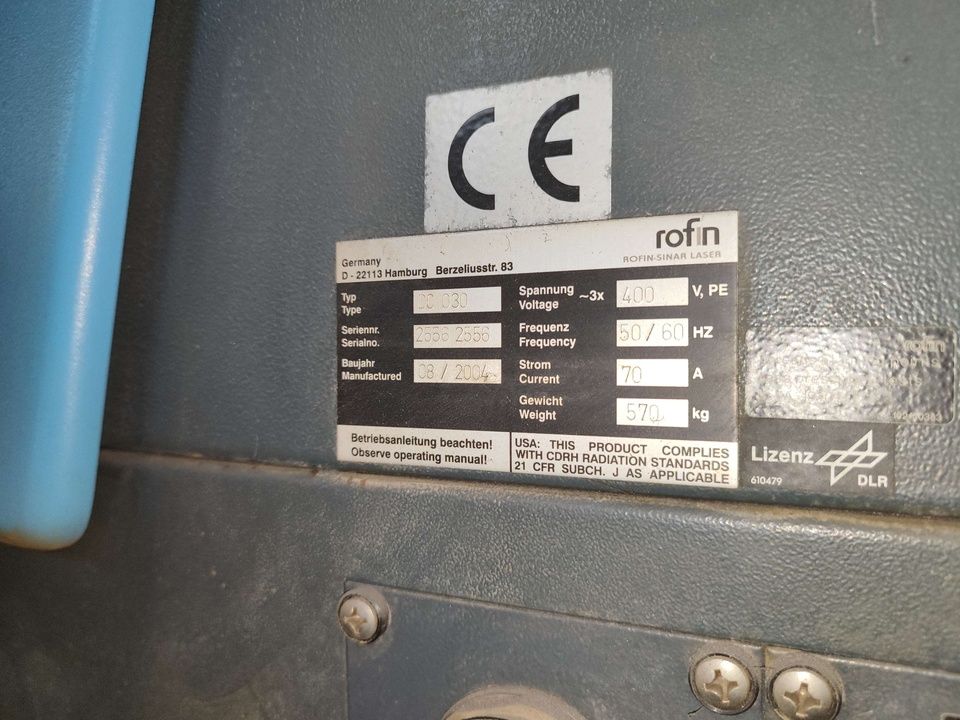 CE
rofin
ROFIN-SINAR LASER
Germany
D - 22113 Hamburg Berzeliusstr. 83
Typ
Type
DC 030
Seriennr.
Serialno.
2556 2556
Baujahr
Manufactured
08 / 2004
Spannung
Voltage
~3x
400
V, PE
Frequenz
Frequency
50 / 60
HZ
Strom
Current
70
A
Gewicht
Weight
570
kg
Betriebsanleitung beachten!
Observe operating manual!
USA: THIS PRODUCT COMPLIES
WITH CDRH RADIATION STANDARDS
21 CFR SUBCH. J AS APPLICABLE
rofin
Lizenz
610479
DLR